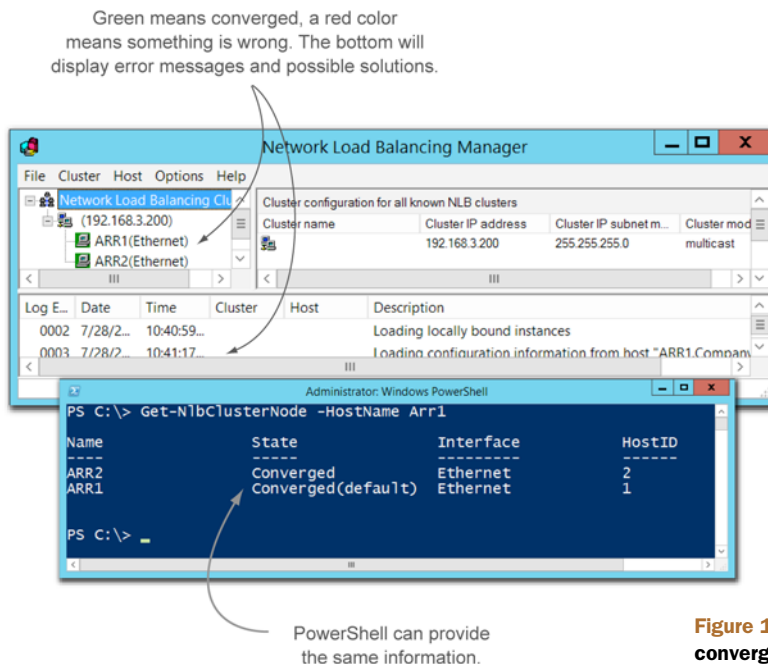 Green means converged, a red color
means something is wrong. The bottom will
display error messages and possible solutions.
Network Load Balancing Manager
File Cluster Host Options Help
Network Load Balancing Clu
(192.168.3.200)
ARR1(Ethernet)
ARR2(Ethernet)
Cluster configuration for all known NLB clusters
Cluster name Cluster IP address Cluster IP subnet m... Cluster mod
192.168.3.200 255.255.255.0 multicast
Log E... Date Time Cluster Host Description
0002 7/28/2... 10:40:59... Loading locally bound instances
0003 7/28/2... 10:41:17... Loading configuration information from host "ARR1.Company
Administrator: Windows PowerShell
PS C:\> Get-NlbClusterNode -HostName Arr1
Name State Interface HostID
---- ----- --------- ------
ARR2 Converged Ethernet 2
ARR1 Converged(default) Ethernet 1
PS C:\> _
PowerShell can provide
the same information.
Figure 1
converg